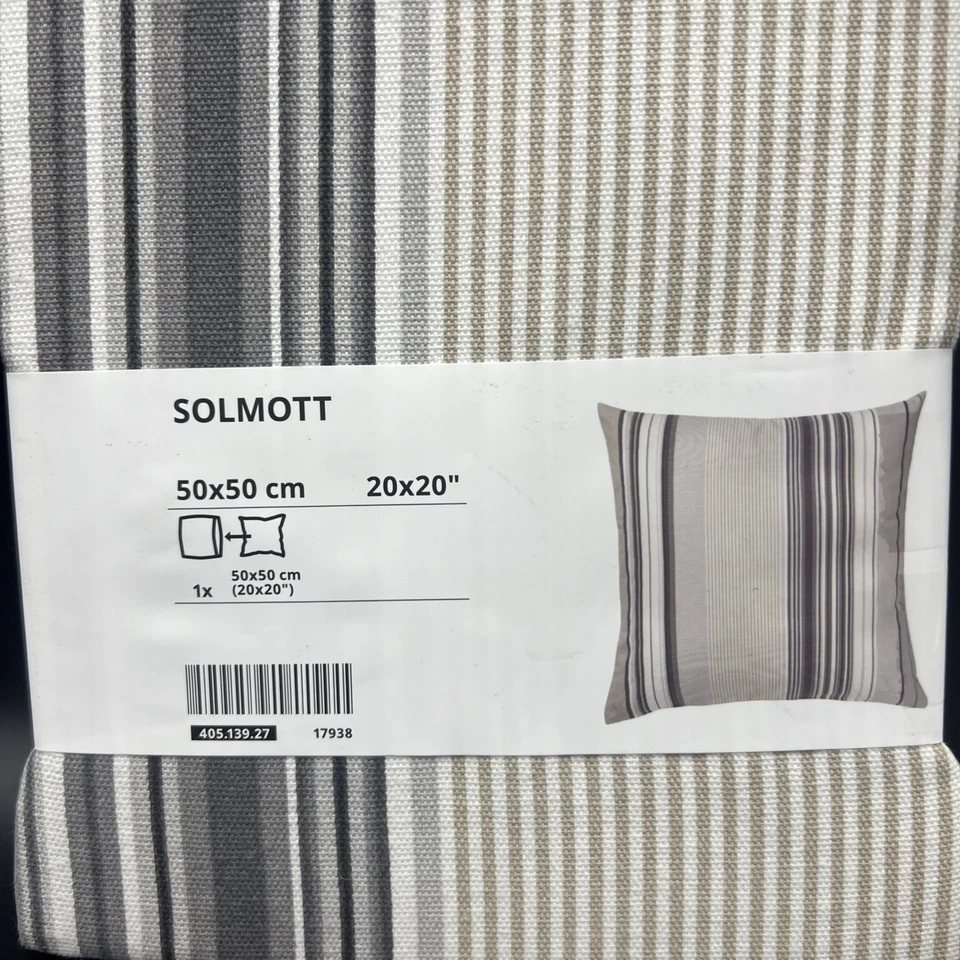 SOLMOTT
50x50 cm 20x20"
50x50 cm
1x (20x20")
405.139.27 17938